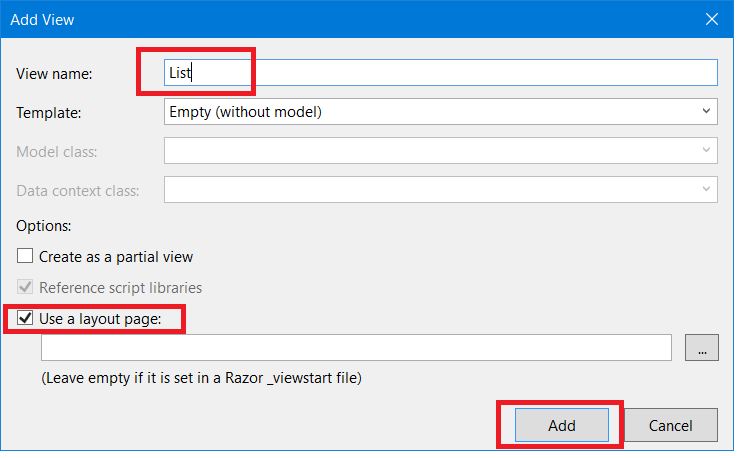 Add View
View name: List
Template: Empty (without model)
Model class:
Data context class:
Options:
Create as a partial view
Reference script libraries
Use a layout page:
...
(Leave empty if it is set in a Razor _viewstart file)
Add Cancel